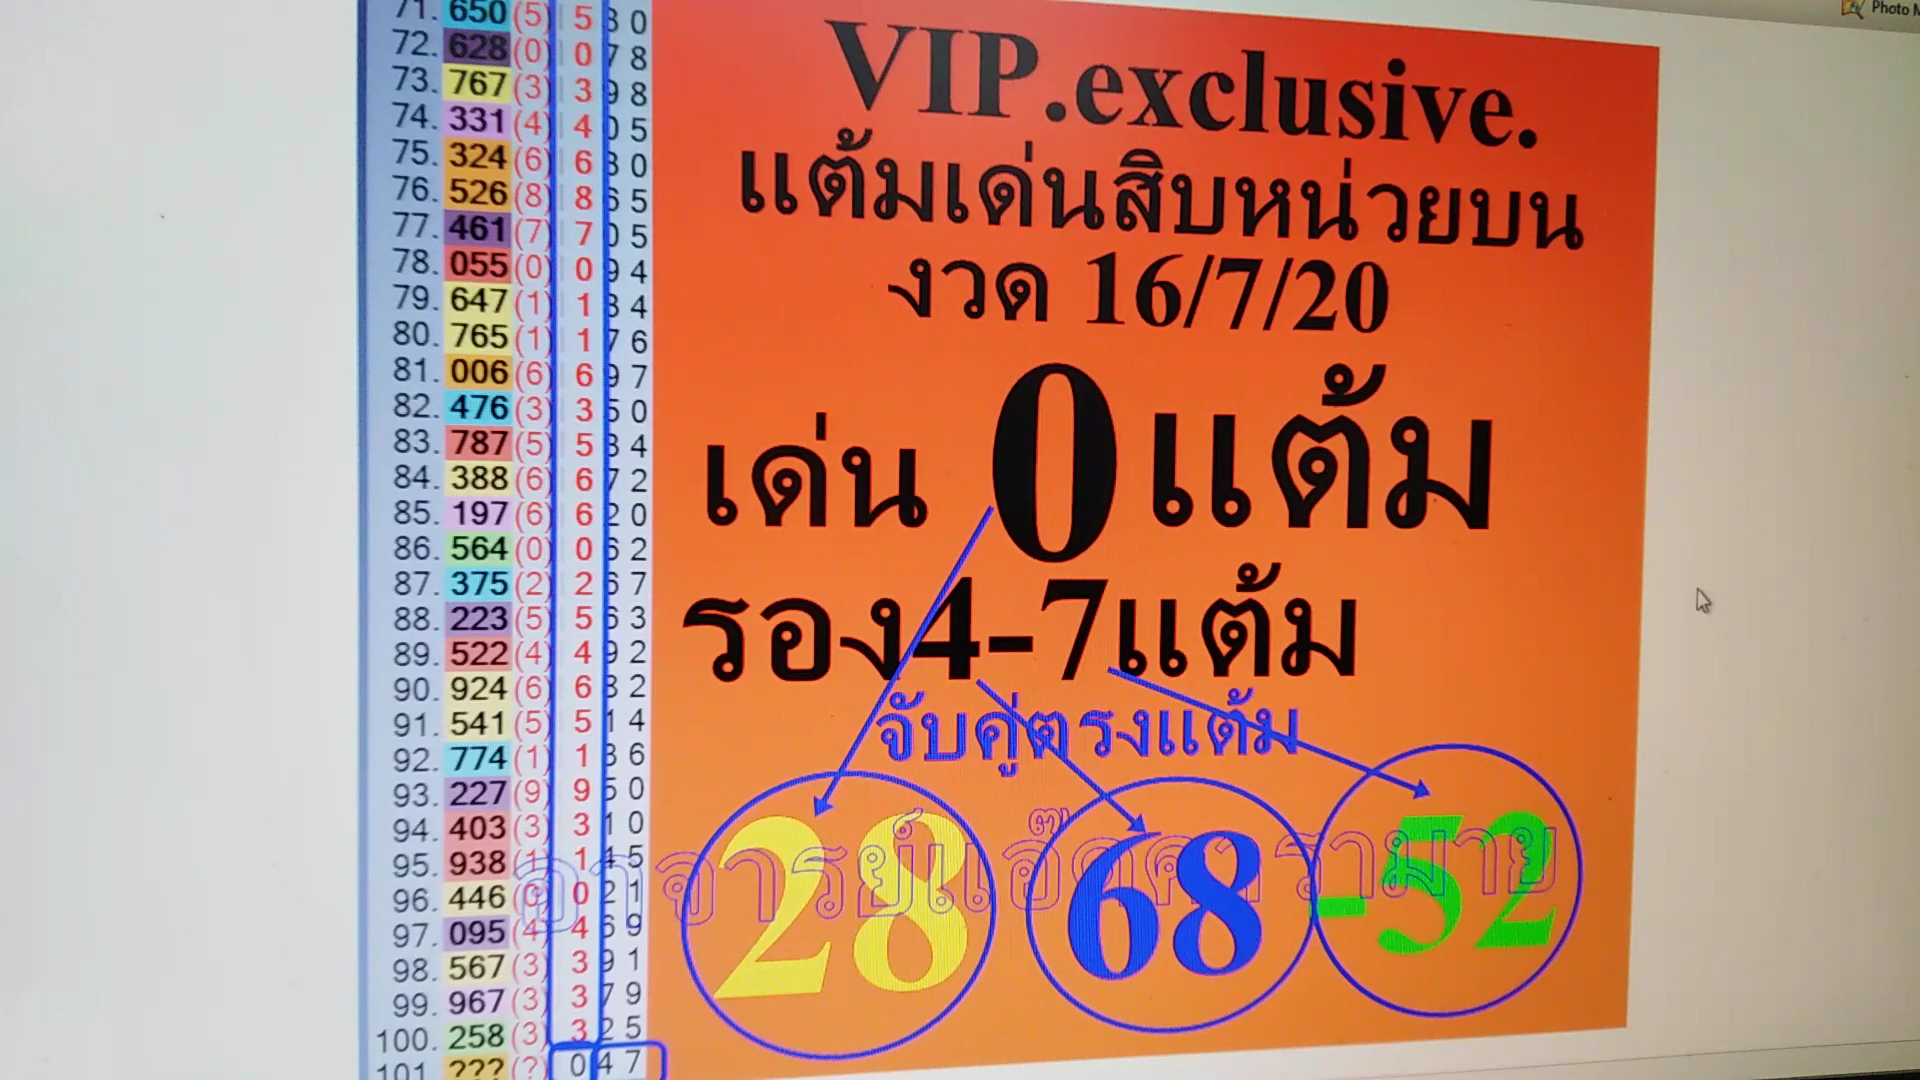 71. 650 (5) 5 3 0
72. 628 (0) 0 7 8
73. 767 (3) 3 9 8
74. 331 (4) 4 0 5
75. 324 (6) 6 3 0
76. 526 (8) 8 6 5
77. 461 (7) 7 0 5
78. 055 (0) 0 9 4
79. 647 (1) 1 3 4
80. 765 (1) 1 7 6
81. 006 (6) 6 9 7
82. 476 (3) 3 5 0
83. 787 (5) 5 3 4
84. 388 (6) 6 7 2
85. 197 (6) 6 2 0
86. 564 (0) 0 6 2
87. 375 (2) 2 6 7
88. 223 (5) 5 6 3
89. 522 (4) 4 9 2
90. 924 (6) 6 3 2
91. 541 (5) 5 1 4
92. 774 (1) 1 3 6
93. 227 (9) 9 5 0
94. 403 (3) 3 1 0
95. 938 (1) 1 4 5
96. 446 (0) 0 2 1
97. 095 (4) 4 6 9
98. 567 (3) 3 9 1
99. 967 (3) 3 7 9
100. 258 (3) 3 2 5
101. ??? (?) 0 4 7
VIP.exclusive.
แต้มเด่นสิบหน่วยบน
งวด 16/7/20
เด่น 0 แต้ม
รอง4-7แต้ม
จับคู่ตรงแต้ม
28 68 -52
Photo